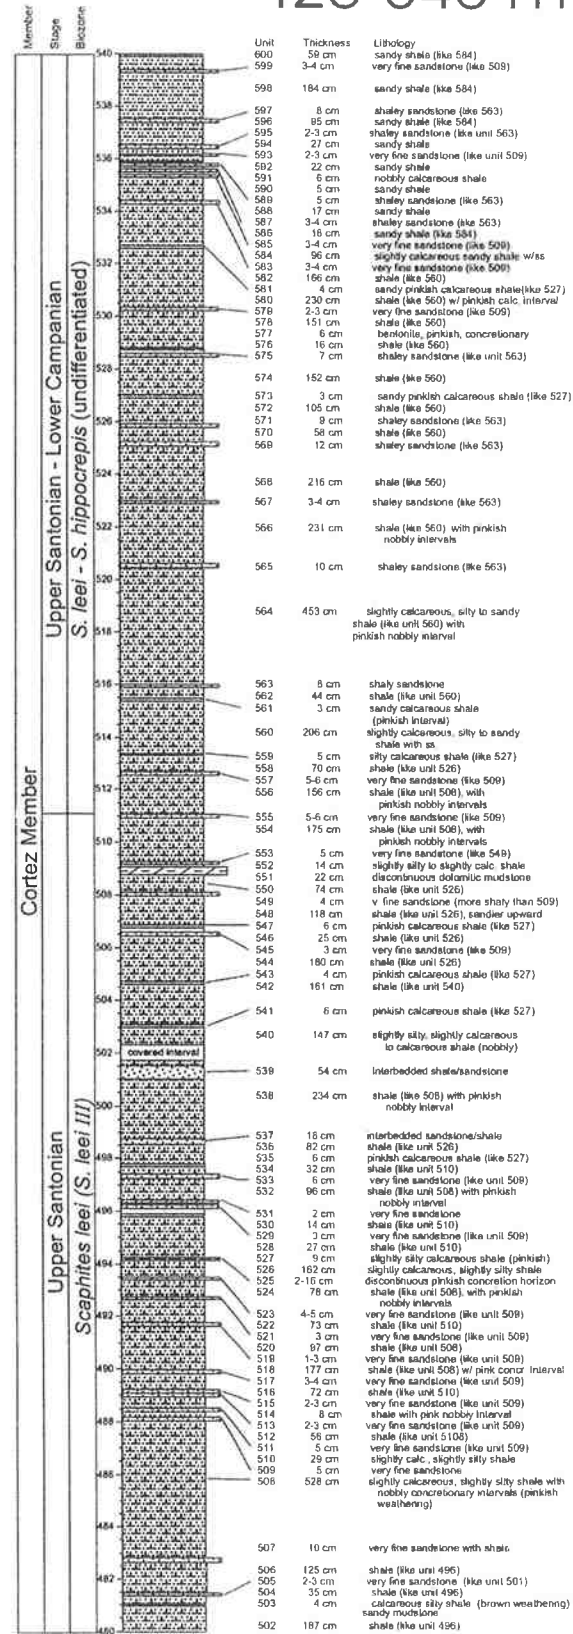 Member
Stage
Biozone
Unit Thickness Lithology
600 59 cm sandy shale (like 584)
599 3-4 cm very fine sandstone (like 509)
598 184 cm sandy shale (like 584)
597 8 cm shaley sandstone (like 563)
596 95 cm sandy shale (like 584)
595 2-3 cm shaley sandstone (like unit 563)
594 27 cm sandy shale
593 2-3 cm very fine sandstone (like unit 509)
592 22 cm sandy shale
591 6 cm nobbly calcareous shale
590 5 cm sandy shale
589 5 cm shaley sandstone (like 563)
588 17 cm sandy shale
587 3-4 cm shaley sandstone (like 563)
586 18 cm sandy shale (like 584)
585 3-4 cm very fine sandstone (like 509)
584 96 cm slightly calcareous sandy shale w/ss
583 3-4 cm very fine sandstone (like 509)
582 166 cm shale (like 560)
581 4 cm sandy pinkish calcareous shale(like 527)
580 230 cm shale (like 560) w/ pinkish calc. interval
579 2-3 cm very fine sandstone (like 509)
578 151 cm shale (like 560)
577 6 cm bentonite, pinkish, concretionary
576 16 cm shale (like 560)
575 7 cm shaley sandstone (like unit 563)
574 152 cm shale (like 560)
573 3 cm sandy pinkish calcareous shale (like 527)
572 105 cm shale (like 560)
571 9 cm shaley sandstone (like 563)
570 58 cm shale (like 560)
569 12 cm shaley sandstone (like 563)
568 216 cm shale (like 560)
567 3-4 cm shaley sandstone (like 563)
566 231 cm shale (like 560) with pinkish
nobbly intervals
565 10 cm shaley sandstone (like 563)
564 453 cm slightly calcareous, silty to sandy
shale (like unit 560) with
pinkish nobbly interval
563 8 cm shaly sandstone
562 44 cm shale (like unit 560)
561 3 cm sandy calcareous shale
(pinkish interval)
560 206 cm slightly calcareous, silty to sandy
shale with ss
559 5 cm silty calcareous shale (like 527)
558 70 cm shale (like unit 526)
557 5-6 cm very fine sandstone (like 509)
556 156 cm shale (like unit 508), with
pinkish nobbly intervals
555 5-6 cm very fine sandstone (like 509)
554 175 cm shale (like unit 508), with
pinkish nobbly intervals
553 5 cm very fine sandstone (like 549)
552 14 cm slightly silty to slightly calc. shale
551 22 cm discontinuous dolomitic mudstone
550 74 cm shale (like unit 526)
549 4 cm v. fine sandstone (more shaly than 509)
548 118 cm shale (like unit 526), sandier upward
547 6 cm pinkish calcareous shale (like 527)
546 25 cm shale (like unit 526)
545 3 cm very fine sandstone (like 509)
544 180 cm shale (like unit 526)
543 4 cm pinkish calcareous shale (like 527)
542 161 cm shale (like unit 540)
541 6 cm pinkish calcareous shale (like 527)
540 147 cm slightly silty, slightly calcareous
to calcareous shale (nobbly)
539 54 cm interbedded shale/sandstone
538 234 cm shale (like 508) with pinkish
nobbly interval
537 18 cm interbedded sandstone/shale
536 82 cm shale (like unit 526)
535 6 cm pinkish calcareous shale (like 527)
534 32 cm shale (like unit 510)
533 6 cm very fine sandstone (like unit 509)
532 96 cm shale (like unit 508) with pinkish
nobbly interval
531 2 cm very fine sandstone
530 14 cm shale (like unit 510)
529 3 cm very fine sandstone (like unit 509)
528 27 cm shale (like unit 510)
527 9 cm slightly silty calcareous shale (pinkish)
526 162 cm slightly calcareous, slightly silty shale
525 2-16 cm discontinuous pinkish concretion horizon
524 78 cm shale (like unit 508), with pinkish
nobbly intervals
523 4-5 cm very fine sandstone (like unit 509)
522 73 cm shale (like unit 510)
521 3 cm very fine sandstone (like unit 509)
520 97 cm shale (like unit 508)
519 1-3 cm very fine sandstone (like unit 509)
518 177 cm shale (like unit 508) w/ pink concr. interval
517 3-4 cm very fine sandstone (like unit 509)
516 72 cm shale (like unit 510)
515 2-3 cm very fine sandstone (like unit 509)
514 8 cm shale with pink nobbly interval
513 2-3 cm very fine sandstone (like unit 509)
512 56 cm shale (like unit 5108)
511 5 cm very fine sandstone (like unit 509)
510 29 cm slightly calc., slightly silty shale
509 5 cm very fine sandstone
508 528 cm slightly calcareous, slightly silty shale with
nobbly concretionary intervals (pinkish
weathering)
507 10 cm very fine sandstone with shale
506 125 cm shale (like unit 496)
505 2-3 cm very fine sandstone (like unit 501)
504 35 cm shale (like unit 496)
503 4 cm calcareous silty shale (brown weathering)
sandy mudstone
502 187 cm shale (like unit 496)
540
538
536
534
532
530
528
526
524
522
520
518
516
514
512
510
508
506
504
502
500
498
496
494
492
490
488
486
484
482
480
covered interval
Cortez Member
Upper Santonian - Lower Campanian
S. leei - S. hippocrepis (undifferentiated)
Upper Santonian
Scaphites leei (S. leei III)